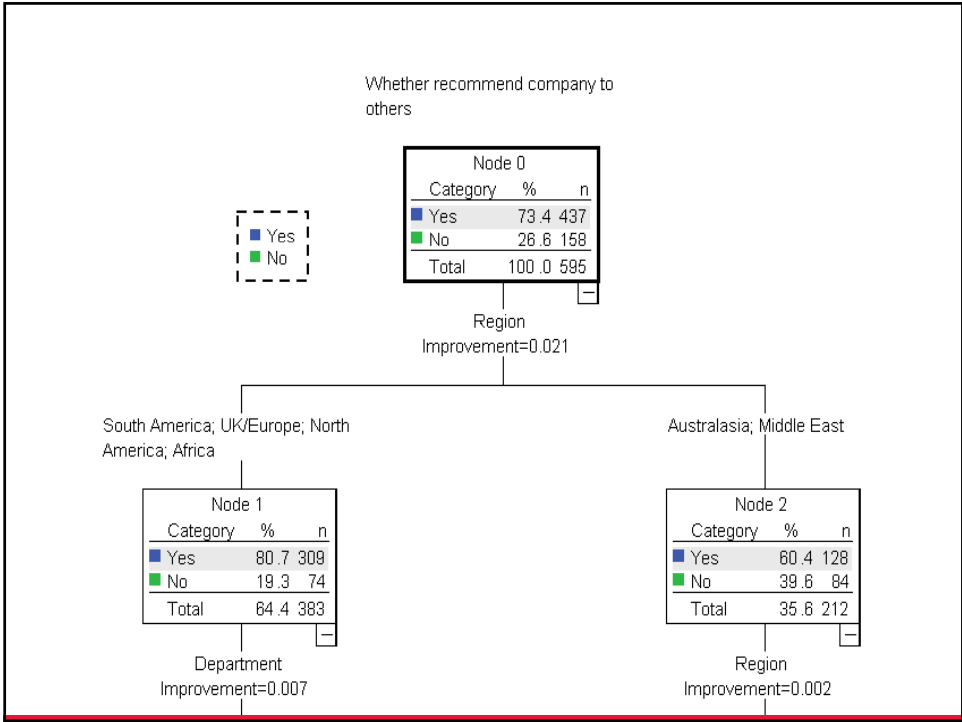 Whether recommend company to
others
Node 0
Category % n
Yes 73.4 437
No 26.6 158
Total 100.0 595
Yes
No
Region
Improvement=0.021
South America; UK/Europe; North
America; Africa
Australasia; Middle East
Node 1
Category % n
Yes 80.7 309
No 19.3 74
Total 64.4 383
Node 2
Category % n
Yes 60.4 128
No 39.6 84
Total 35.6 212
Department
Improvement=0.007
Region
Improvement=0.002